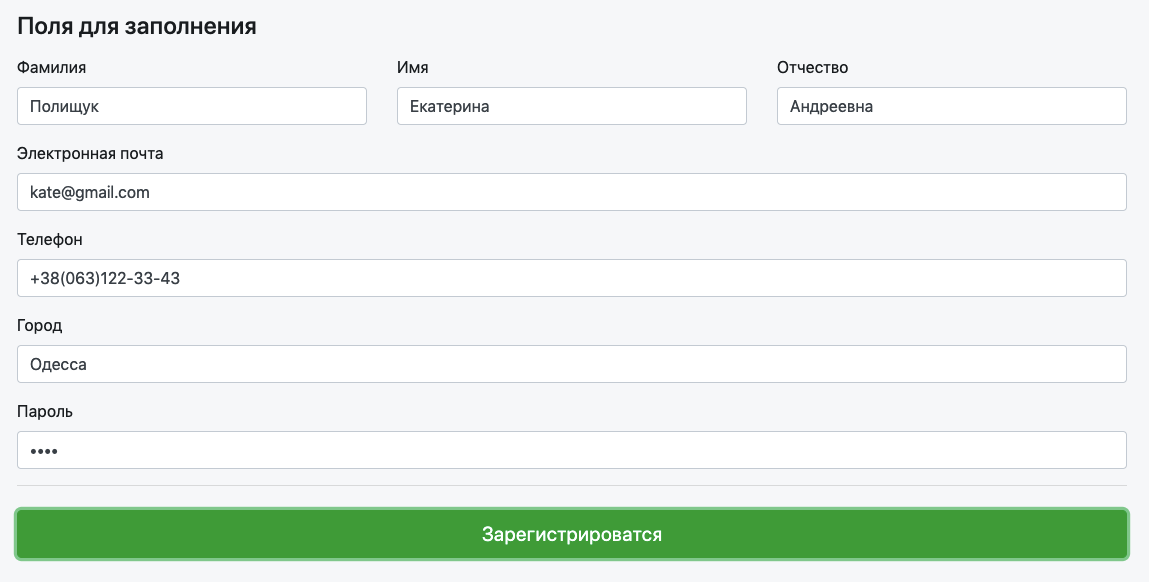 Поля для заполнения
Фамилия Имя Отчество
Полищук Екатерина Андреевна
Электронная почта
kate@gmail.com
Телефон
+38(063)122-33-43
Город
Одесса
Пароль
••••
Зарегистрироватся